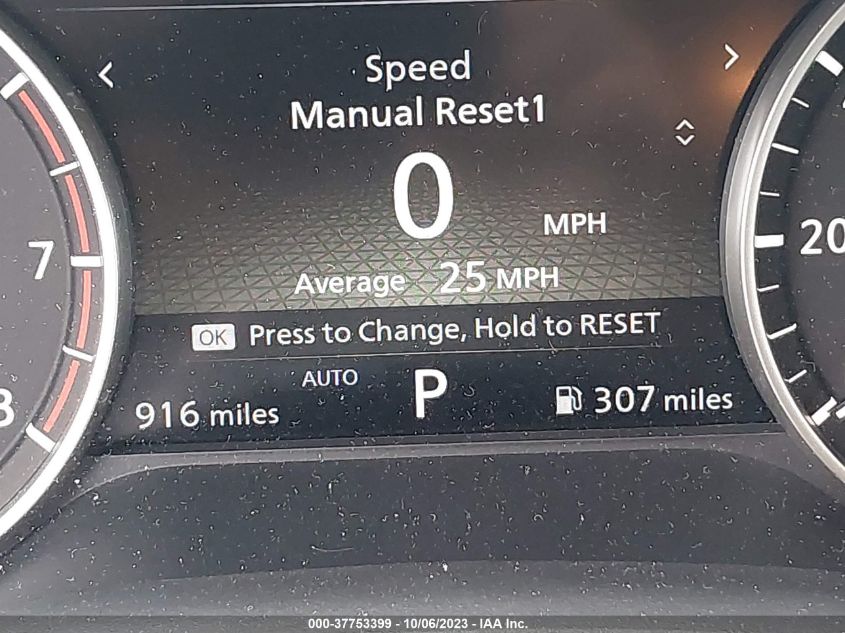 Speed
Manual Reset1
0 MPH
Average 25 MPH
OK Press to Change, Hold to RESET
AUTO P
916 miles 307 miles
7
8
20
000-37753399 - 10/06/2023 - IAA Inc.